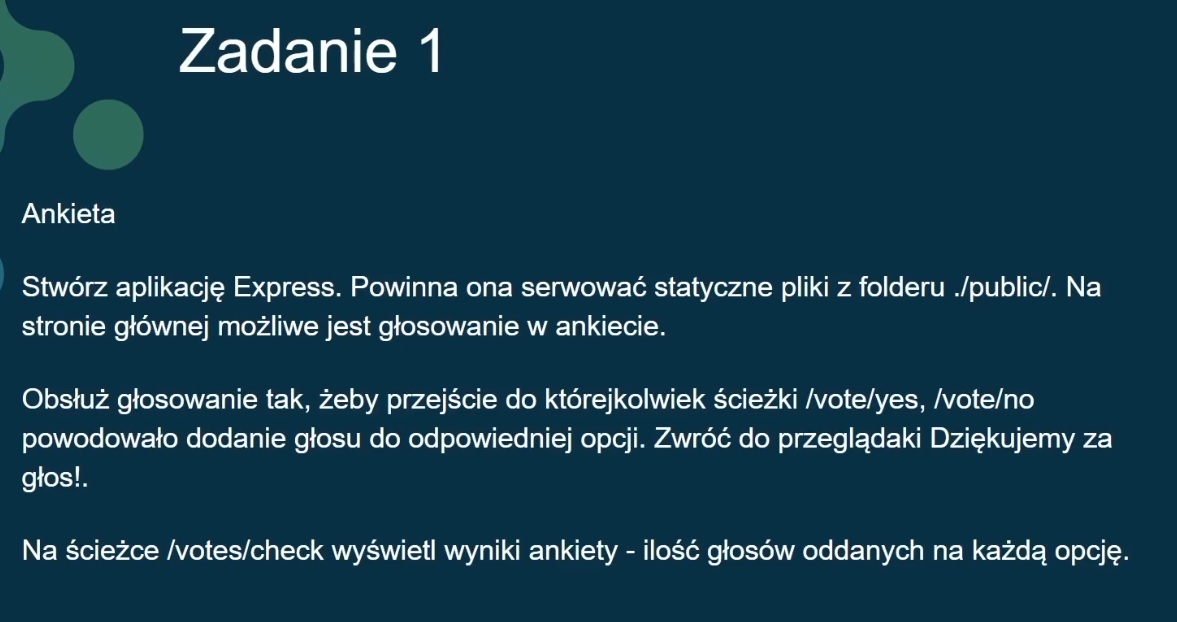 Zadanie 1
Ankieta
Stwórz aplikację Express. Powinna ona serwować statyczne pliki z folderu ./public/. Na
stronie głównej możliwe jest głosowanie w ankiecie.
Obsłuż głosowanie tak, żeby przejście do którejkolwiek ścieżki /vote/yes, /vote/no
powodowało dodanie głosu do odpowiedniej opcji. Zwróć do przeglądaki Dziękujemy za
głos!.
Na ścieżce /votes/check wyświetl wyniki ankiety - ilość głosów oddanych na każdą opcję.